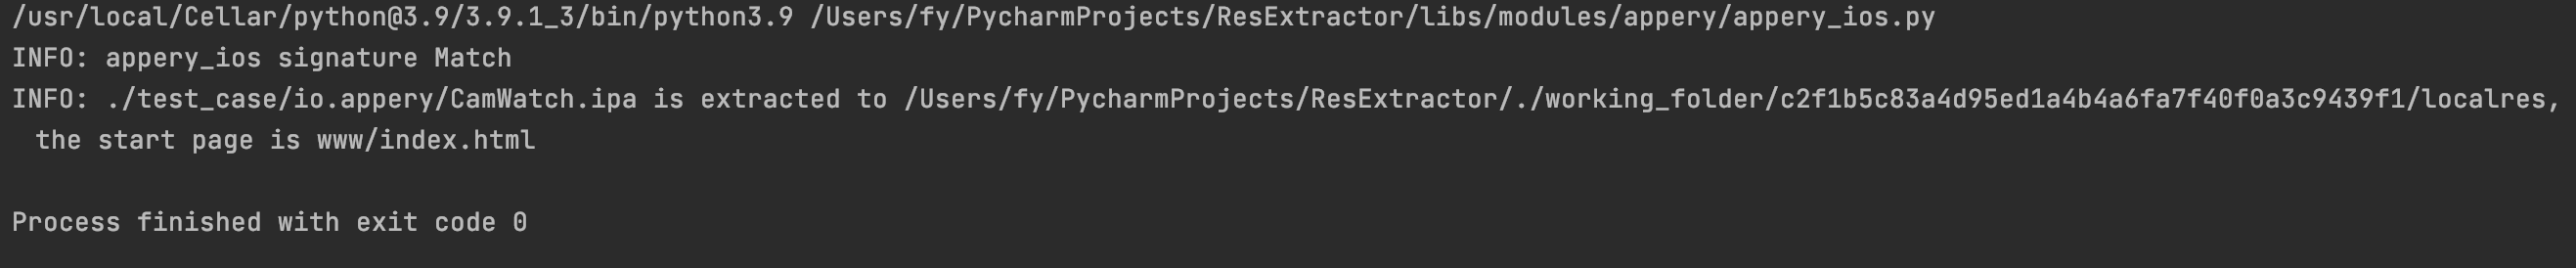 /usr/local/Cellar/python@3.9/3.9.1_3/bin/python3.9 /Users/fy/PycharmProjects/ResExtractor/libs/modules/appery/appery_ios.py
INFO: appery_ios signature Match
INFO: ./test_case/io.appery/CamWatch.ipa is extracted to /Users/fy/PycharmProjects/ResExtractor/./working_folder/c2f1b5c83a4d95ed1a4b4a6fa7f40f0a3c9439f1/localres,
the start page is www/index.html
Process finished with exit code 0